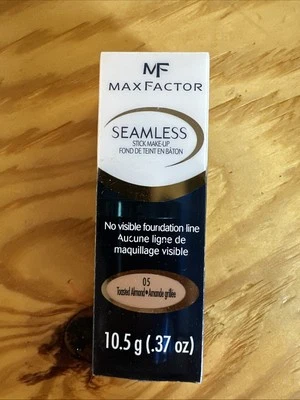 MF
MAXFACTOR
SEAMLESS
STICK MAKE-UP
FOND DE TEINT EN BÂTON
No visible foundation line
Aucune ligne de
maquillage visible
05
Toasted Almond • Amande grillée
10.5 g (.37 oz)